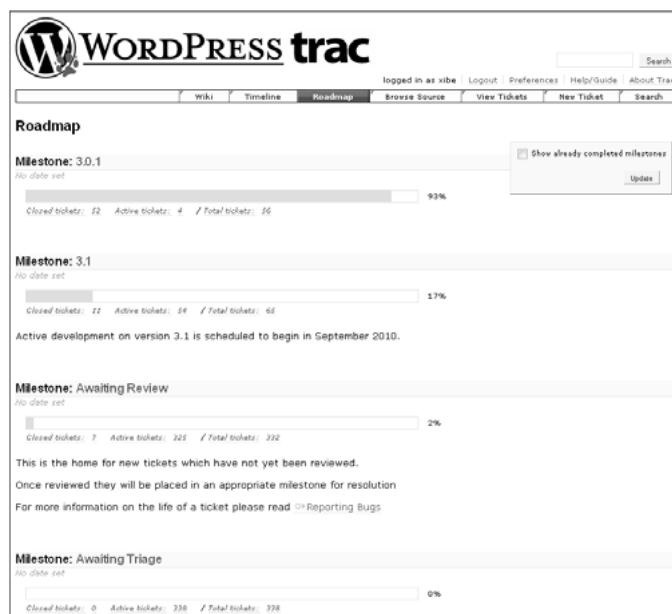 WORDPRESS trac
Search
logged in as xibe Logout Preferences Help/Guide About Trac
Wiki Timeline Roadmap Browse Source View Tickets New Ticket Search
Roadmap
Show already completed milestones
Update
Milestone: 3.0.1
No date set
93%
Closed tickets: 52 Active tickets: 4 / Total tickets: 56
Milestone: 3.1
No date set
17%
Closed tickets: 11 Active tickets: 54 / Total tickets: 65
Active development on version 3.1 is scheduled to begin in September 2010.
Milestone: Awaiting Review
No date set
2%
Closed tickets: 7 Active tickets: 325 / Total tickets: 332
This is the home for new tickets which have not yet been reviewed.
Once reviewed they will be placed in an appropriate milestone for resolution
For more information on the life of a ticket please read Reporting Bugs
Milestone: Awaiting Triage
No date set
0%
Closed tickets: 0 Active tickets: 338 / Total tickets: 338